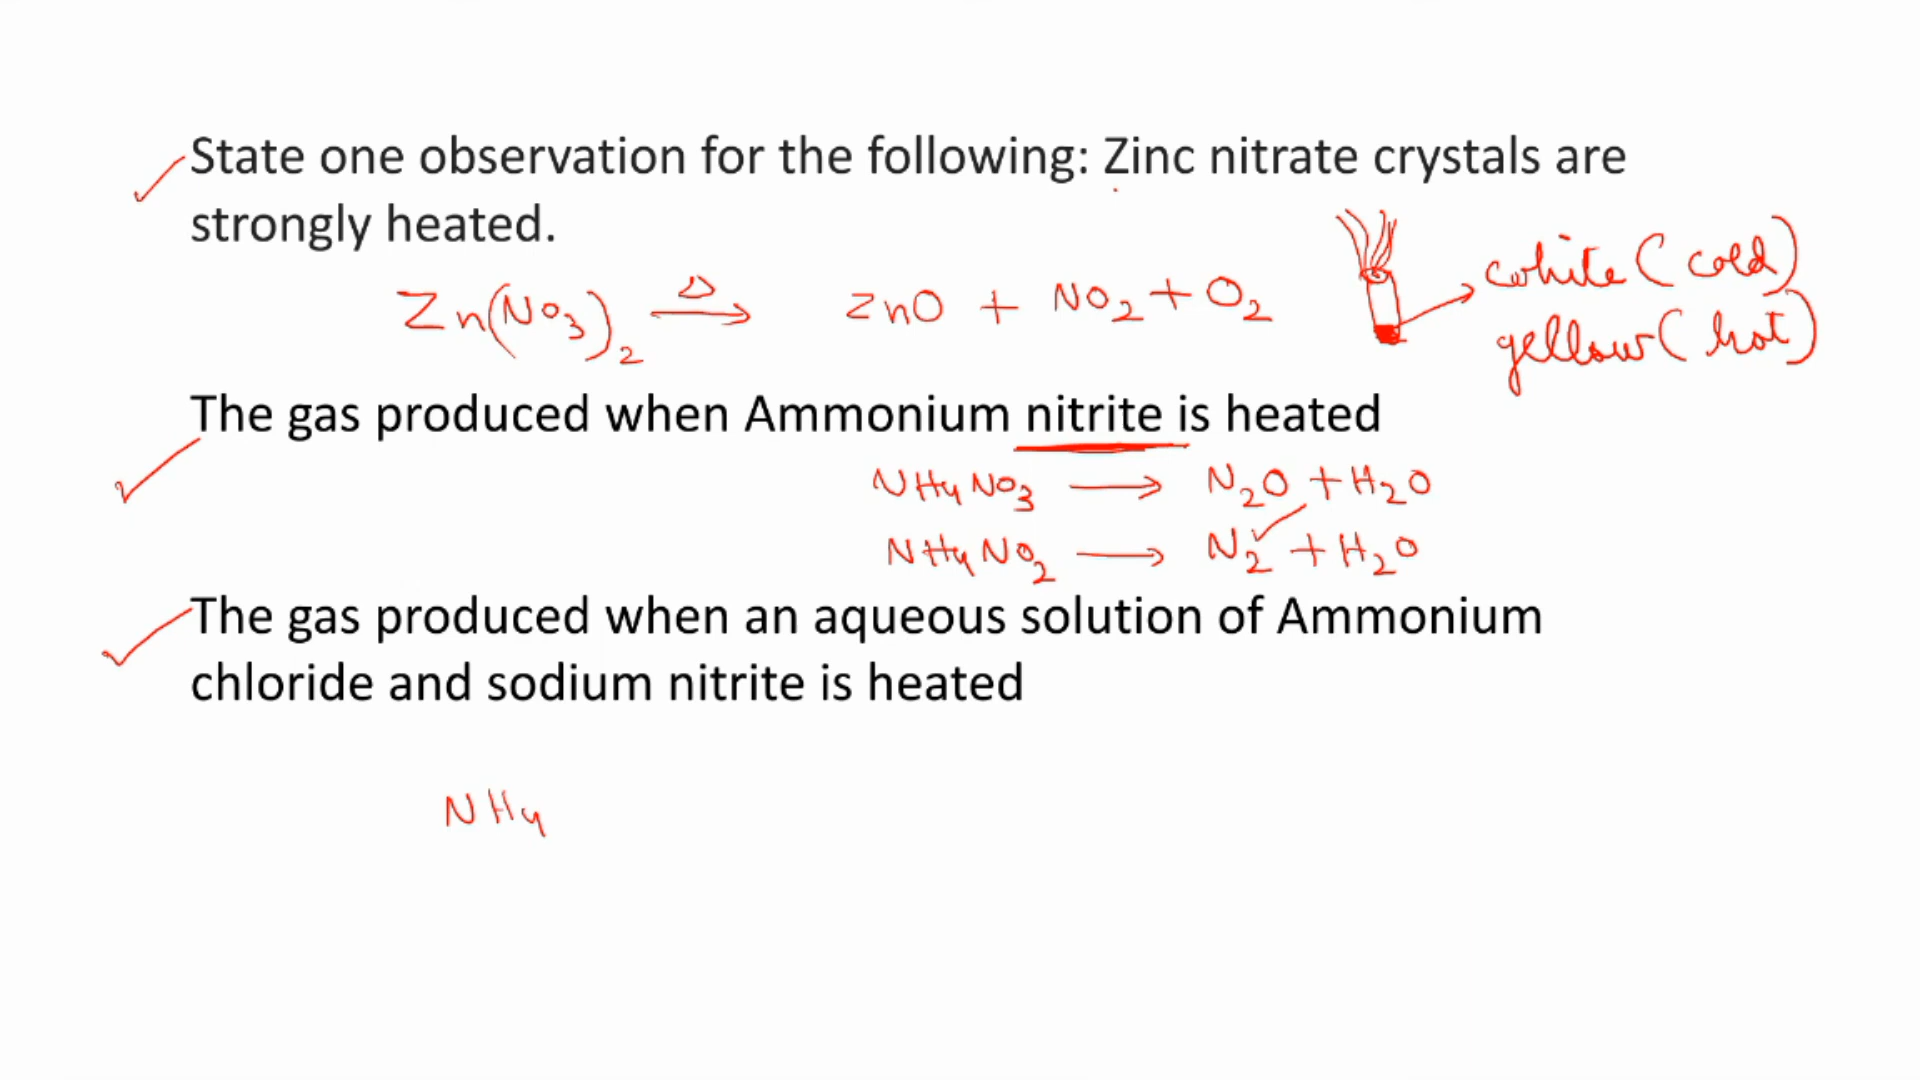 State one observation for the following: Zinc nitrate crystals are
strongly heated.
Zn(NO3)2 —Δ→ ZnO + NO2 + O2
white (cold)
yellow (hot)
The gas produced when Ammonium nitrite is heated
NH4NO3 → N2O + H2O
NH4NO2 → N2 + H2O
The gas produced when an aqueous solution of Ammonium
chloride and sodium nitrite is heated
NH4